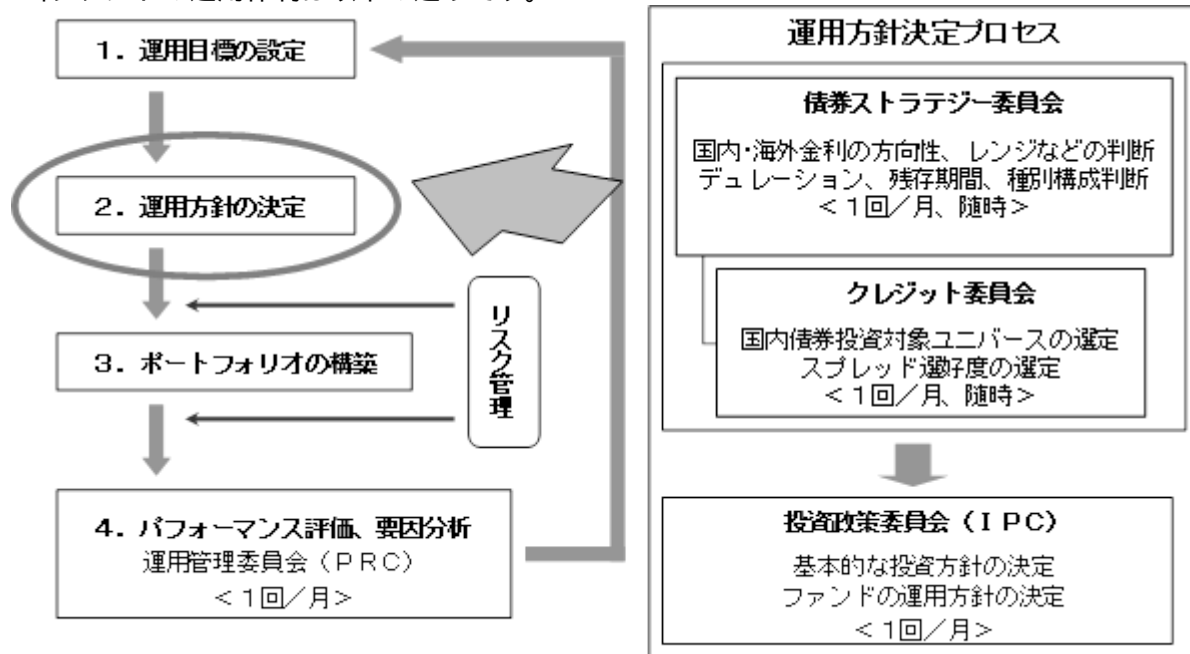 1．運用目標の設定
2．運用方針の決定
3．ポートフォリオの構築
リスク管理
4．パフォーマンス評価、要因分析
運用管理委員会（ＰＲＣ）
＜１回／月＞
運用方針決定プロセス
債券ストラテジー委員会
国内・海外金利の方向性、レンジなどの判断
デュレーション、残存期間、種別構成判断
＜１回／月、随時＞
クレジット委員会
国内債券投資対象ユニバースの選定
スプレッド選好度の選定
＜１回／月、随時＞
投資政策委員会（ＩＰＣ）
基本的な投資方針の決定
ファンドの運用方針の決定
＜１回／月＞